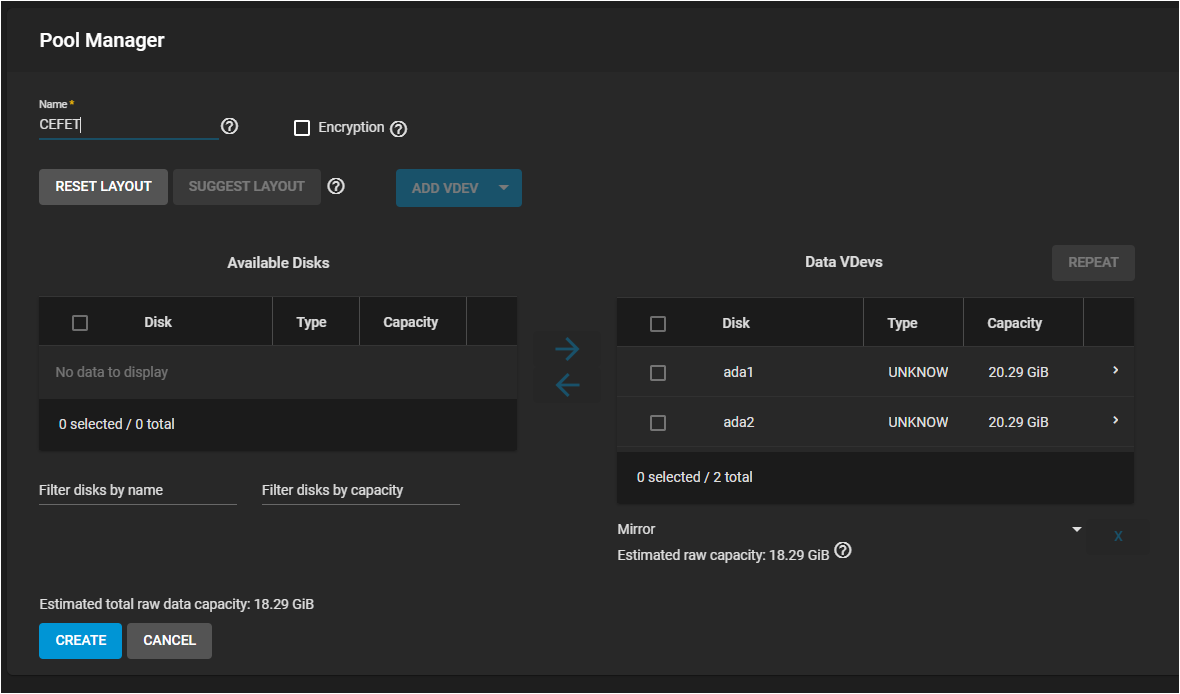 Pool Manager
Name *
CEFET
Encryption
RESET LAYOUT
SUGGEST LAYOUT
ADD VDEV
Available Disks
Disk Type Capacity
No data to display
0 selected / 0 total
Filter disks by name
Filter disks by capacity
Data VDevs
REPEAT
Disk Type Capacity
ada1 UNKNOW 20.29 GiB
ada2 UNKNOW 20.29 GiB
0 selected / 2 total
Mirror
X
Estimated raw capacity: 18.29 GiB
Estimated total raw data capacity: 18.29 GiB
CREATE
CANCEL